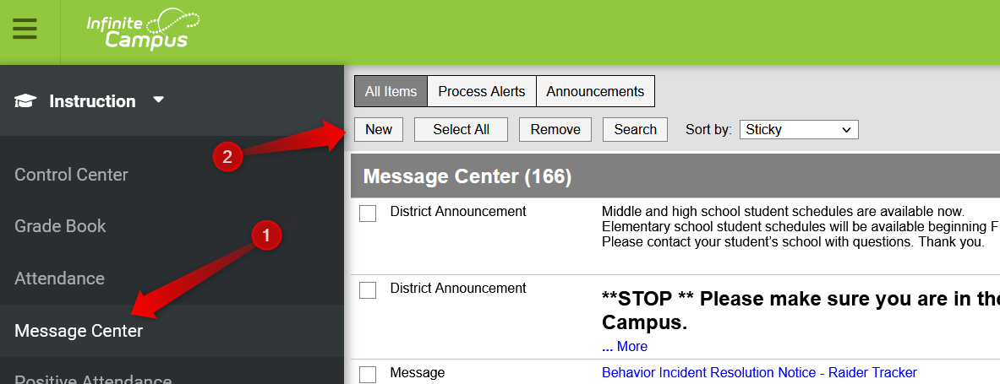 Infinite
Campus
Instruction
All Items Process Alerts Announcements
New Select All Remove Search Sort by: Sticky
2
Control Center
Message Center (166)
District Announcement
Middle and high school student schedules are available now.
Elementary school student schedules will be available beginning F
Please contact your student's school with questions. Thank you.
Grade Book
1
Attendance
District Announcement
**STOP ** Please make sure you are in the
Campus.
... More
Message Center
Message
Behavior Incident Resolution Notice - Raider Tracker
Positive Attendance